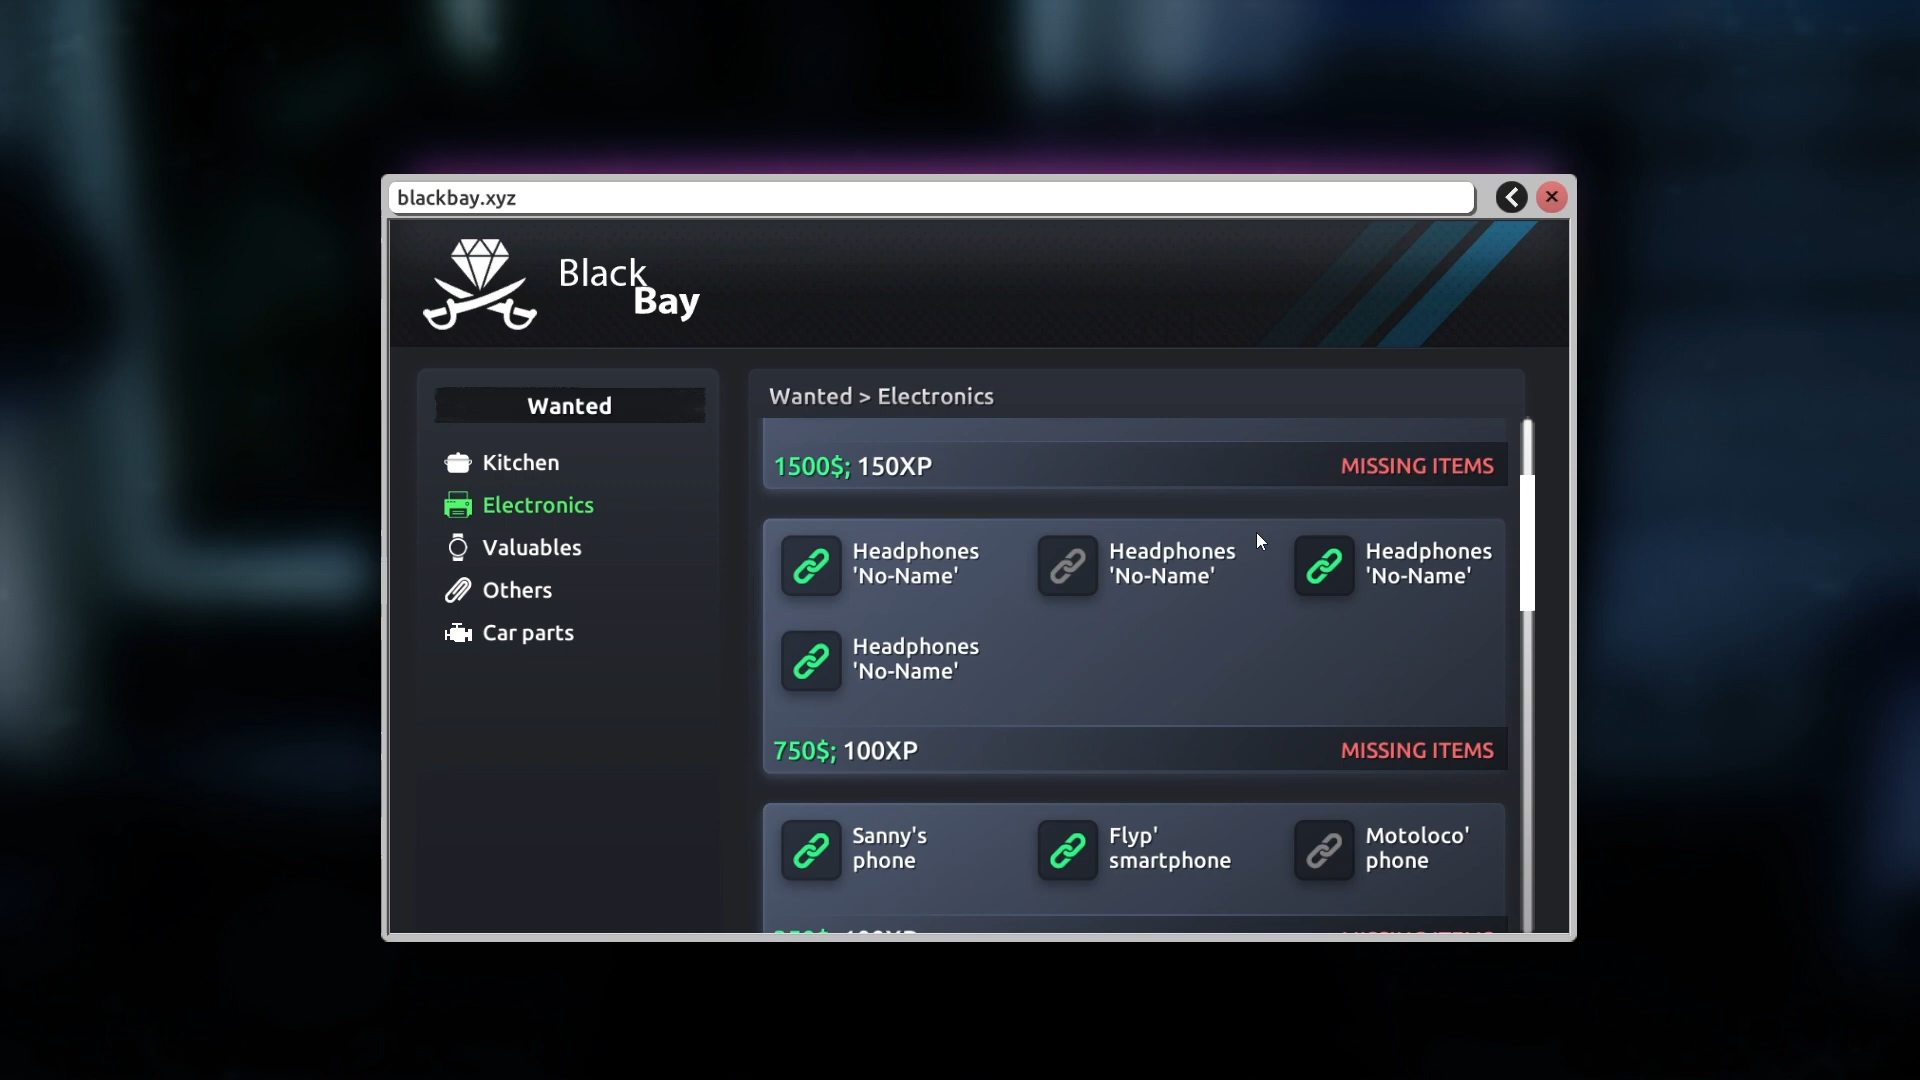 blackbay.xyz
Black
Bay
Wanted
Kitchen
Electronics
Valuables
Others
Car parts
Wanted > Electronics
1500$; 150XP
MISSING ITEMS
Headphones
'No-Name'
Headphones
'No-Name'
Headphones
'No-Name'
Headphones
'No-Name'
750$; 100XP
MISSING ITEMS
Sanny's
phone
Flyp'
smartphone
Motoloco'
phone